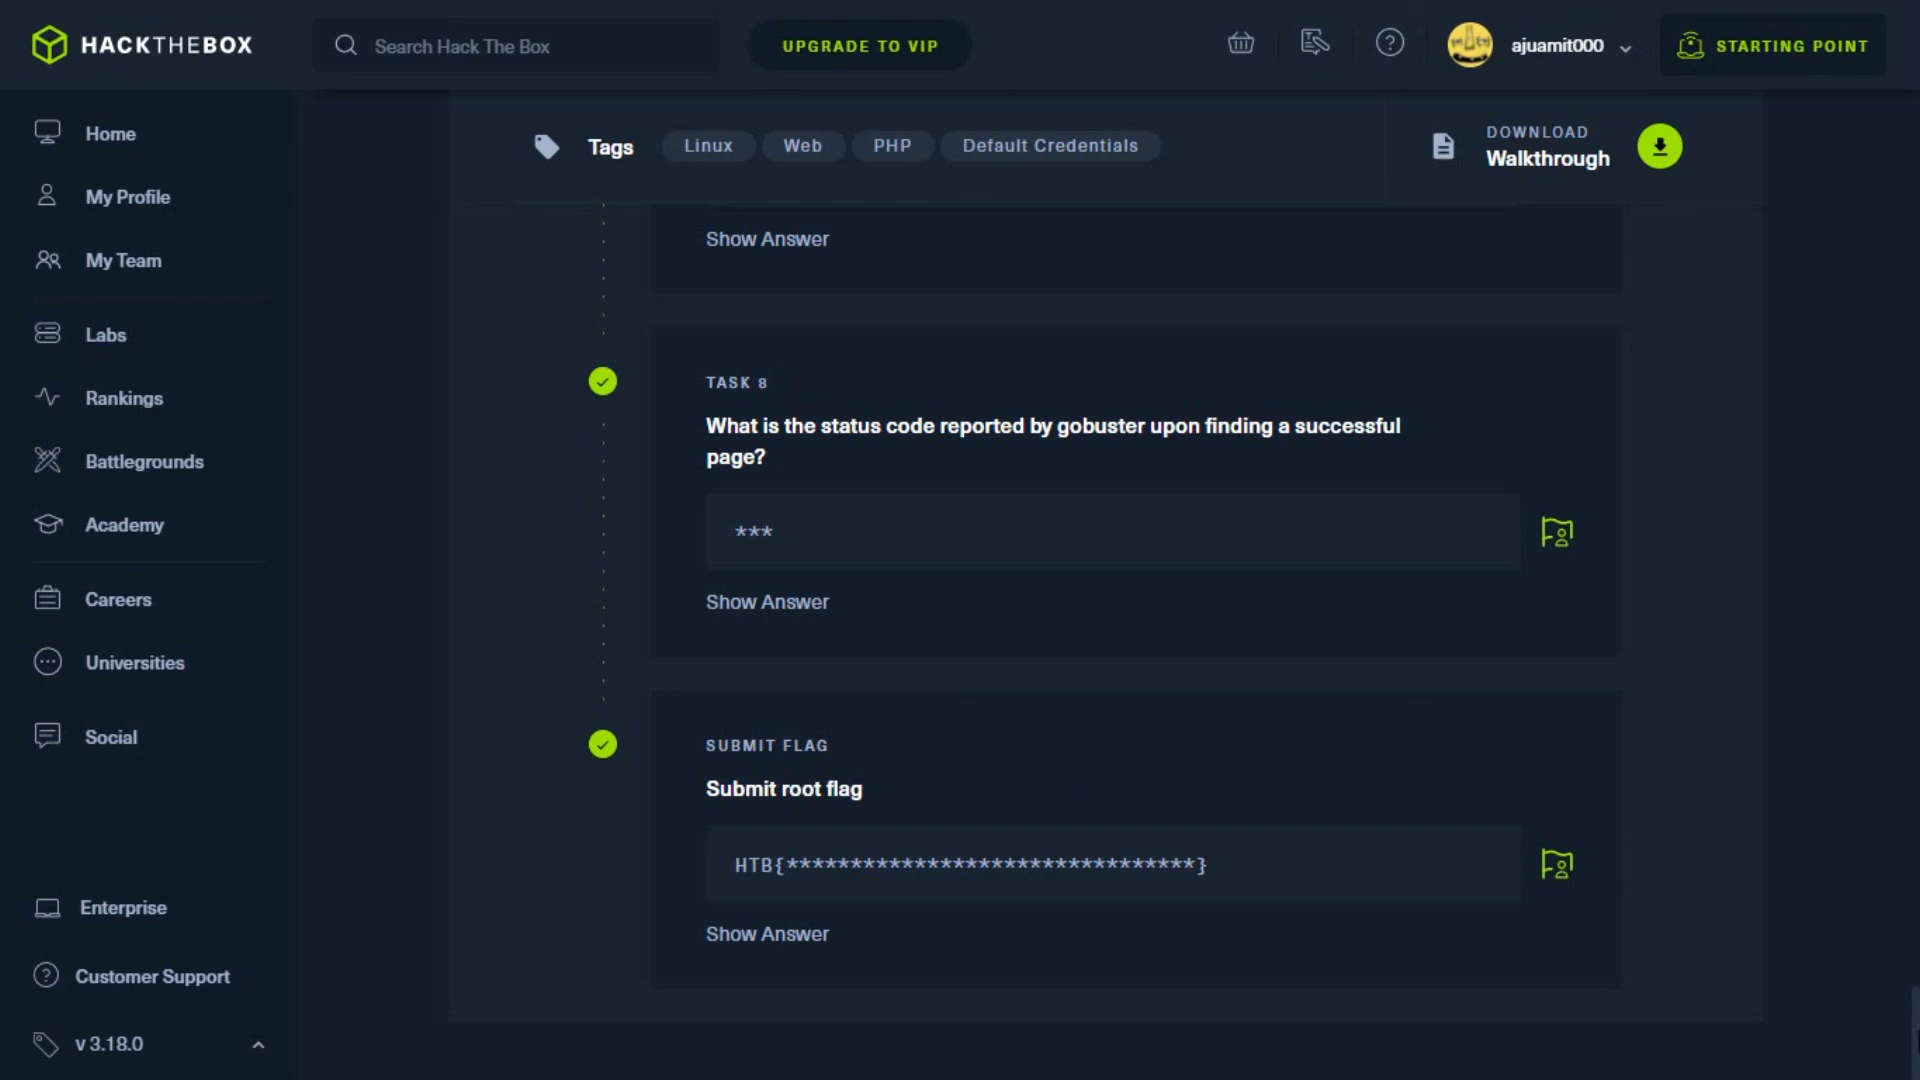 HACKTHEBOX
Search Hack The Box
UPGRADE TO VIP
ajuamit000
STARTING POINT
Home
My Profile
My Team
Labs
Rankings
Battlegrounds
Academy
Careers
Universities
Social
Enterprise
Customer Support
v 3.18.0
Tags
Linux
Web
PHP
Default Credentials
DOWNLOAD
Walkthrough
Show Answer
TASK 8
What is the status code reported by gobuster upon finding a successful
page?
***
Show Answer
SUBMIT FLAG
Submit root flag
HTB{********************************}
Show Answer